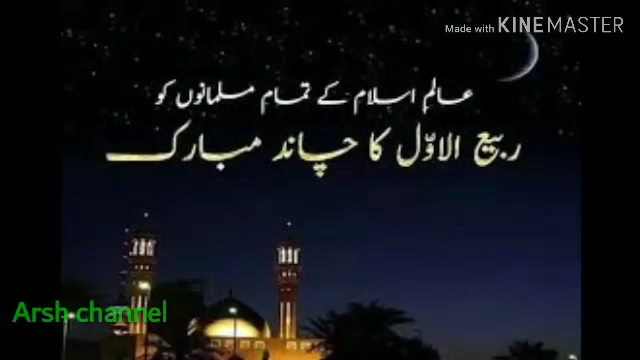 Made with KINEMASTER
عالمِ اسلام کے تمام مسلمانوں کو
ربیع الاوّل کا چاند مبارک
Arsh channel